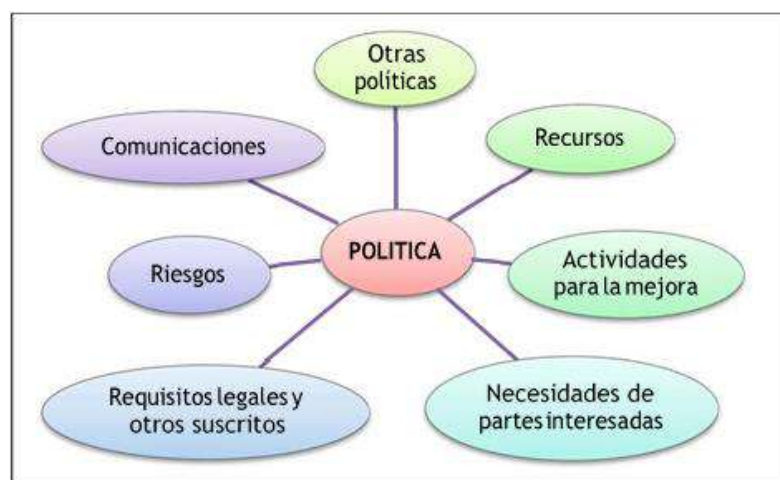 Otras
políticas
Comunicaciones
Recursos
POLITICA
Riesgos
Actividades
para la mejora
Requisitos legales y
otros suscritos
Necesidades de
partes interesadas